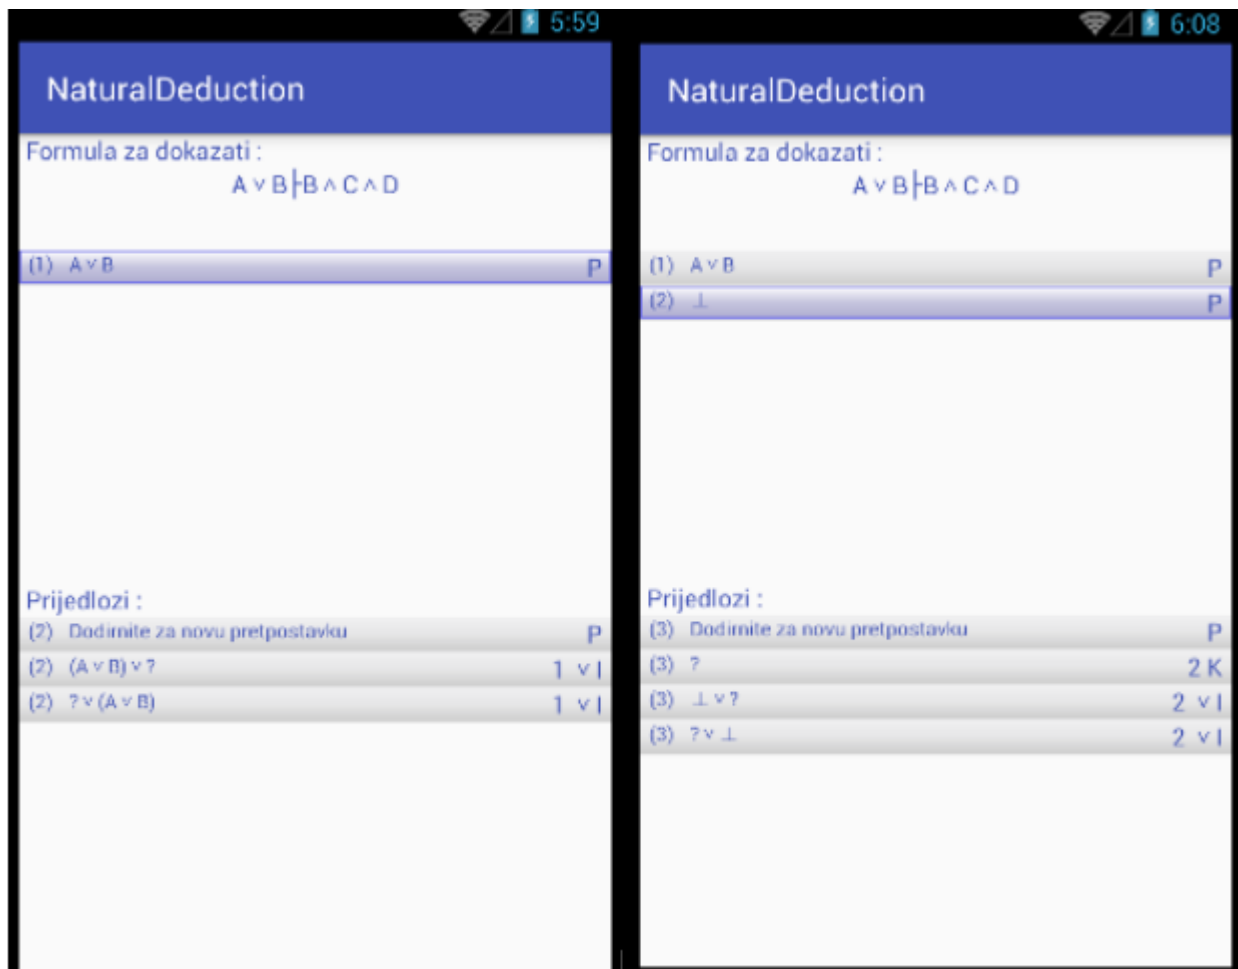 5:59
NaturalDeduction
Formula za dokazati :
A ∨ B├B ∧ C ∧ D
(1) A ∨ B P
Prijedlozi :
(2) Dodirnite za novu pretpostavku P
(2) (A ∨ B) ∨ ? 1 ∨ I
(2) ? ∨ (A ∨ B) 1 ∨ I
6:08
NaturalDeduction
Formula za dokazati :
A ∨ B├B ∧ C ∧ D
(1) A ∨ B P
(2) ⊥ P
Prijedlozi :
(3) Dodirnite za novu pretpostavku P
(3) ? 2 K
(3) ⊥ ∨ ? 2 ∨ I
(3) ? ∨ ⊥ 2 ∨ I